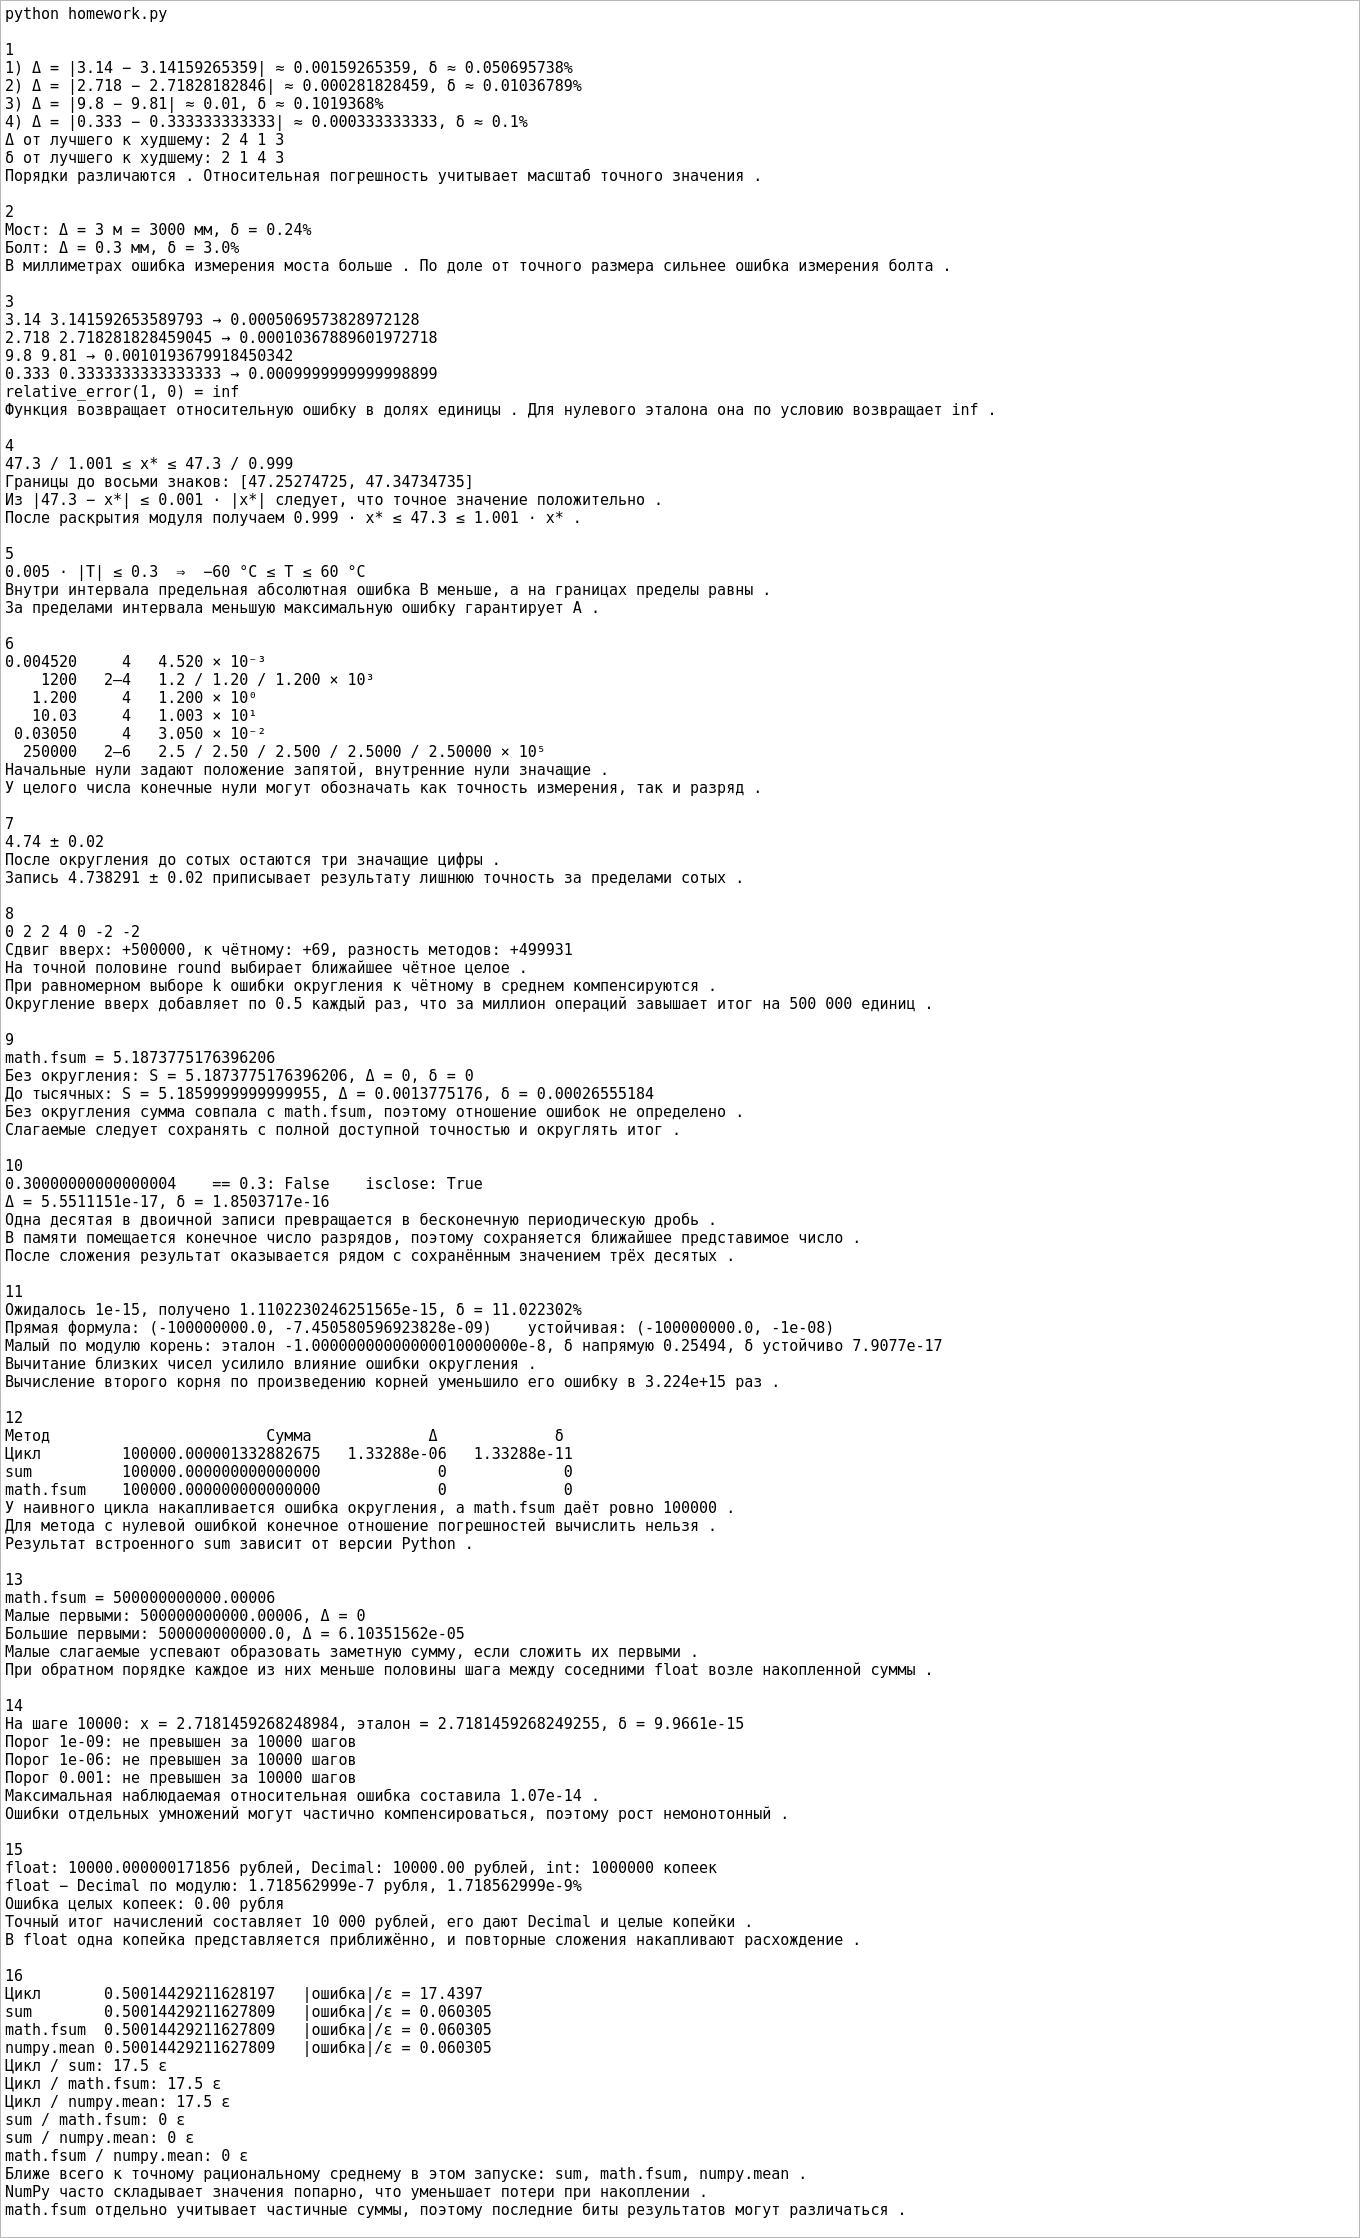 python homework.py

1
1) Δ = |3.14 − 3.14159265359| ≈ 0.00159265359, δ ≈ 0.050695738%
2) Δ = |2.718 − 2.71828182846| ≈ 0.000281828459, δ ≈ 0.01036789%
3) Δ = |9.8 − 9.81| ≈ 0.01, δ ≈ 0.1019368%
4) Δ = |0.333 − 0.333333333333| ≈ 0.000333333333, δ ≈ 0.1%
Δ от лучшего к худшему: 2 4 1 3
δ от лучшего к худшему: 2 1 4 3
Порядки различаются . Относительная погрешность учитывает масштаб точного значения .

2
Мост: Δ = 3 м = 3000 мм, δ = 0.24%
Болт: Δ = 0.3 мм, δ = 3.0%
В миллиметрах ошибка измерения моста больше . По доле от точного размера сильнее ошибка измерения болта .

3
3.14 3.141592653589793 → 0.0005069573828972128
2.718 2.718281828459045 → 0.00010367889601972718
9.8 9.81 → 0.0010193679918450342
0.333 0.3333333333333333 → 0.0009999999999998899
relative_error(1, 0) = inf
Функция возвращает относительную ошибку в долях единицы . Для нулевого эталона она по условию возвращает inf .

4
47.3 / 1.001 ≤ x* ≤ 47.3 / 0.999
Границы до восьми знаков: [47.25274725, 47.34734735]
Из |47.3 − x*| ≤ 0.001 · |x*| следует, что точное значение положительно .
После раскрытия модуля получаем 0.999 · x* ≤ 47.3 ≤ 1.001 · x* .

5
0.005 · |T| ≤ 0.3  ⇒  −60 °C ≤ T ≤ 60 °C
Внутри интервала предельная абсолютная ошибка B меньше, а на границах пределы равны .
За пределами интервала меньшую максимальную ошибку гарантирует A .

6
0.004520     4   4.520 × 10⁻³
    1200   2–4   1.2 / 1.20 / 1.200 × 10³
   1.200     4   1.200 × 10⁰
   10.03     4   1.003 × 10¹
 0.03050     4   3.050 × 10⁻²
  250000   2–6   2.5 / 2.50 / 2.500 / 2.5000 / 2.50000 × 10⁵
Начальные нули задают положение запятой, внутренние нули значащие .
У целого числа конечные нули могут обозначать как точность измерения, так и разряд .

7
4.74 ± 0.02
После округления до сотых остаются три значащие цифры .
Запись 4.738291 ± 0.02 приписывает результату лишнюю точность за пределами сотых .

8
0 2 2 4 0 -2 -2
Сдвиг вверх: +500000, к чётному: +69, разность методов: +499931
На точной половине round выбирает ближайшее чётное целое .
При равномерном выборе k ошибки округления к чётному в среднем компенсируются .
Округление вверх добавляет по 0.5 каждый раз, что за миллион операций завышает итог на 500 000 единиц .

9
math.fsum = 5.1873775176396206
Без округления: S = 5.1873775176396206, Δ = 0, δ = 0
До тысячных: S = 5.1859999999999955, Δ = 0.0013775176, δ = 0.00026555184
Без округления сумма совпала с math.fsum, поэтому отношение ошибок не определено .
Слагаемые следует сохранять с полной доступной точностью и округлять итог .

10
0.30000000000000004    == 0.3: False    isclose: True
Δ = 5.5511151e-17, δ = 1.8503717e-16
Одна десятая в двоичной записи превращается в бесконечную периодическую дробь .
В памяти помещается конечное число разрядов, поэтому сохраняется ближайшее представимое число .
После сложения результат оказывается рядом с сохранённым значением трёх десятых .

11
Ожидалось 1e-15, получено 1.1102230246251565e-15, δ = 11.022302%
Прямая формула: (-100000000.0, -7.450580596923828e-09)    устойчивая: (-100000000.0, -1e-08)
Малый по модулю корень: эталон -1.00000000000000010000000e-8, δ напрямую 0.25494, δ устойчиво 7.9077e-17
Вычитание близких чисел усилило влияние ошибки округления .
Вычисление второго корня по произведению корней уменьшило его ошибку в 3.224e+15 раз .

12
Метод                        Сумма             Δ             δ
Цикл         100000.000001332882675   1.33288e-06   1.33288e-11
sum          100000.000000000000000             0             0
math.fsum    100000.000000000000000             0             0
У наивного цикла накапливается ошибка округления, а math.fsum даёт ровно 100000 .
Для метода с нулевой ошибкой конечное отношение погрешностей вычислить нельзя .
Результат встроенного sum зависит от версии Python .

13
math.fsum = 500000000000.00006
Малые первыми: 500000000000.00006, Δ = 0
Большие первыми: 500000000000.0, Δ = 6.10351562e-05
Малые слагаемые успевают образовать заметную сумму, если сложить их первыми .
При обратном порядке каждое из них меньше половины шага между соседними float возле накопленной суммы .

14
На шаге 10000: x = 2.7181459268248984, эталон = 2.7181459268249255, δ = 9.9661e-15
Порог 1e-09: не превышен за 10000 шагов
Порог 1e-06: не превышен за 10000 шагов
Порог 0.001: не превышен за 10000 шагов
Максимальная наблюдаемая относительная ошибка составила 1.07e-14 .
Ошибки отдельных умножений могут частично компенсироваться, поэтому рост немонотонный .

15
float: 10000.000000171856 рублей, Decimal: 10000.00 рублей, int: 1000000 копеек
float − Decimal по модулю: 1.718562999e-7 рубля, 1.718562999e-9%
Ошибка целых копеек: 0.00 рубля
Точный итог начислений составляет 10 000 рублей, его дают Decimal и целые копейки .
В float одна копейка представляется приближённо, и повторные сложения накапливают расхождение .

16
Цикл       0.50014429211628197   |ошибка|/ε = 17.4397
sum        0.50014429211627809   |ошибка|/ε = 0.060305
math.fsum  0.50014429211627809   |ошибка|/ε = 0.060305
numpy.mean 0.50014429211627809   |ошибка|/ε = 0.060305
Цикл / sum: 17.5 ε
Цикл / math.fsum: 17.5 ε
Цикл / numpy.mean: 17.5 ε
sum / math.fsum: 0 ε
sum / numpy.mean: 0 ε
math.fsum / numpy.mean: 0 ε
Ближе всего к точному рациональному среднему в этом запуске: sum, math.fsum, numpy.mean .
NumPy часто складывает значения попарно, что уменьшает потери при накоплении .
math.fsum отдельно учитывает частичные суммы, поэтому последние биты результатов могут различаться .